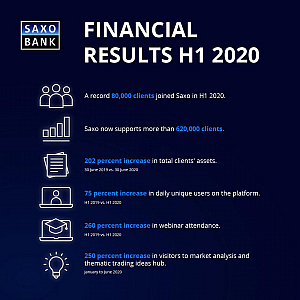 SAXO
BANK
FINANCIAL
RESULTS H1 2020
A record 80,000 clients joined Saxo in H1 2020.
Saxo now supports more than 620,000 clients.
202 percent increase in total clients' assets.
30 June 2019 vs. 30 June 2020
75 percent increase in daily unique users on the platform.
H1 2019 vs. H1 2020
260 percent increase in webinar attendance.
H1 2019 vs. H1 2020
250 percent increase in visitors to market analysis and
thematic trading ideas hub.
January to June 2020